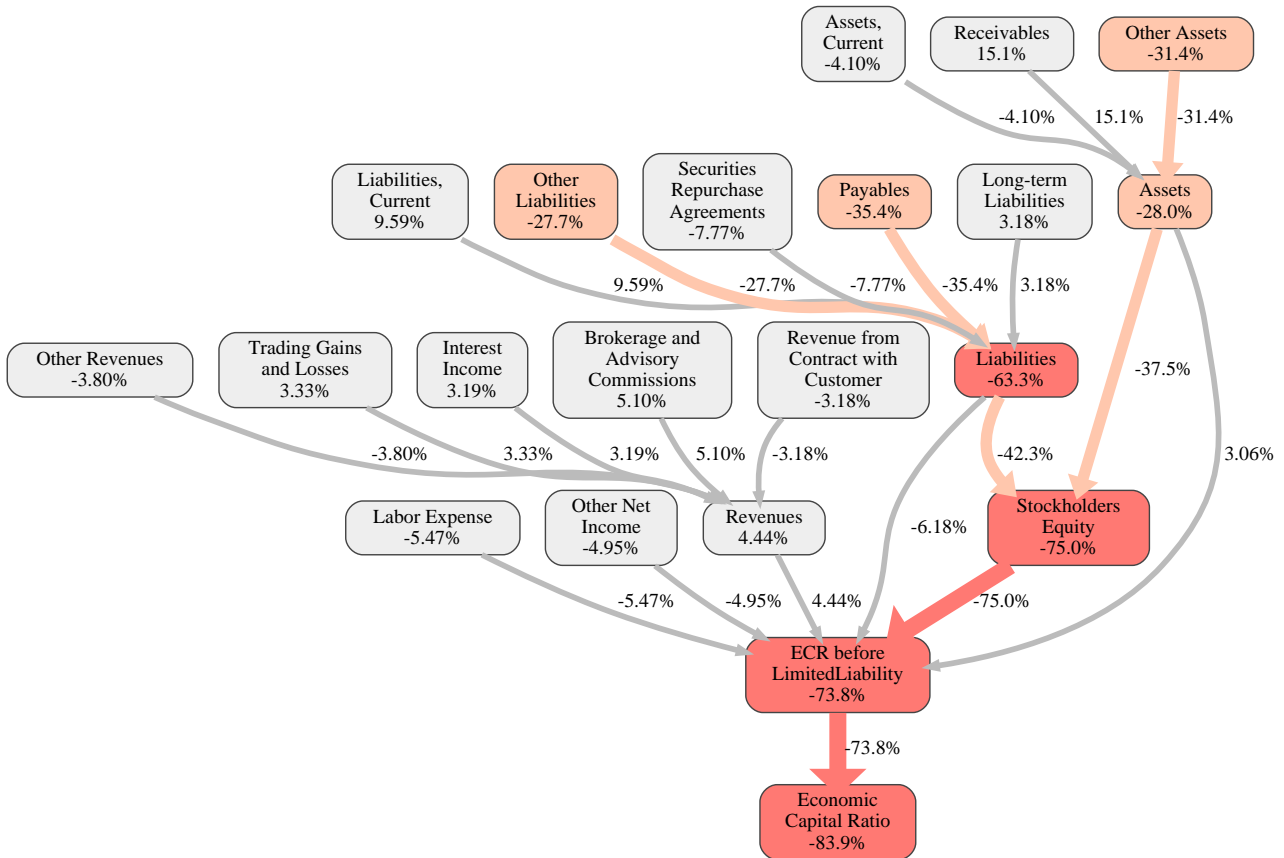 Assets,
Current
-4.10%
Receivables
15.1%
Other Assets
-31.4%
-4.10%
15.1%
-31.4%
Liabilities,
Current
9.59%
Other
Liabilities
-27.7%
Securities
Repurchase
Agreements
-7.77%
Payables
-35.4%
Long-term
Liabilities
3.18%
Assets
-28.0%
9.59%
-27.7%
-7.77%
-35.4%
3.18%
Other Revenues
-3.80%
Trading Gains
and Losses
3.33%
Interest
Income
3.19%
Brokerage and
Advisory
Commissions
5.10%
Revenue from
Contract with
Customer
-3.18%
Liabilities
-63.3%
-37.5%
-3.80%
3.33%
3.19%
5.10%
-3.18%
-42.3%
3.06%
Labor Expense
-5.47%
Other Net
Income
-4.95%
Revenues
4.44%
-6.18%
Stockholders
Equity
-75.0%
-5.47%
-4.95%
4.44%
-75.0%
ECR before
LimitedLiability
-73.8%
-73.8%
Economic
Capital Ratio
-83.9%